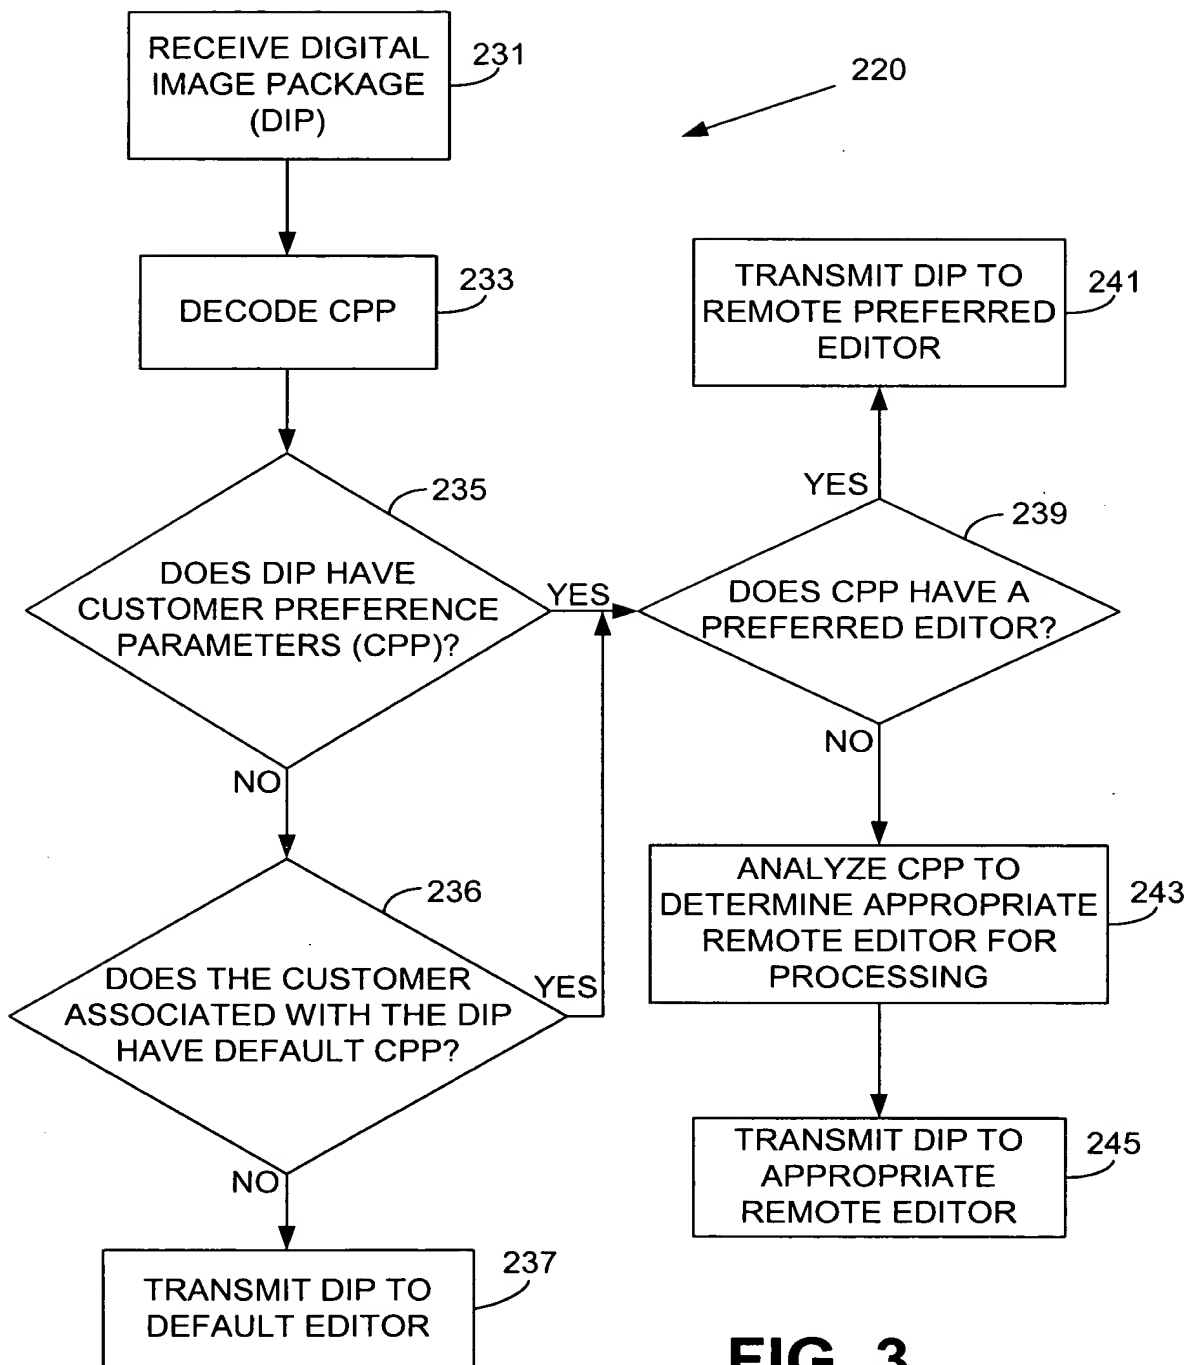 RECEIVE DIGITAL
IMAGE PACKAGE
(DIP)
231
220
DECODE CPP
233
TRANSMIT DIP TO
REMOTE PREFERRED
EDITOR
241
235
DOES DIP HAVE
CUSTOMER PREFERENCE
PARAMETERS (CPP)?
YES
NO
YES
239
DOES CPP HAVE A
PREFERRED EDITOR?
NO
236
DOES THE CUSTOMER
ASSOCIATED WITH THE DIP
HAVE DEFAULT CPP?
YES
NO
ANALYZE CPP TO
DETERMINE APPROPRIATE
REMOTE EDITOR FOR
PROCESSING
243
TRANSMIT DIP TO
APPROPRIATE
REMOTE EDITOR
245
TRANSMIT DIP TO
DEFAULT EDITOR
237
FIG. 3